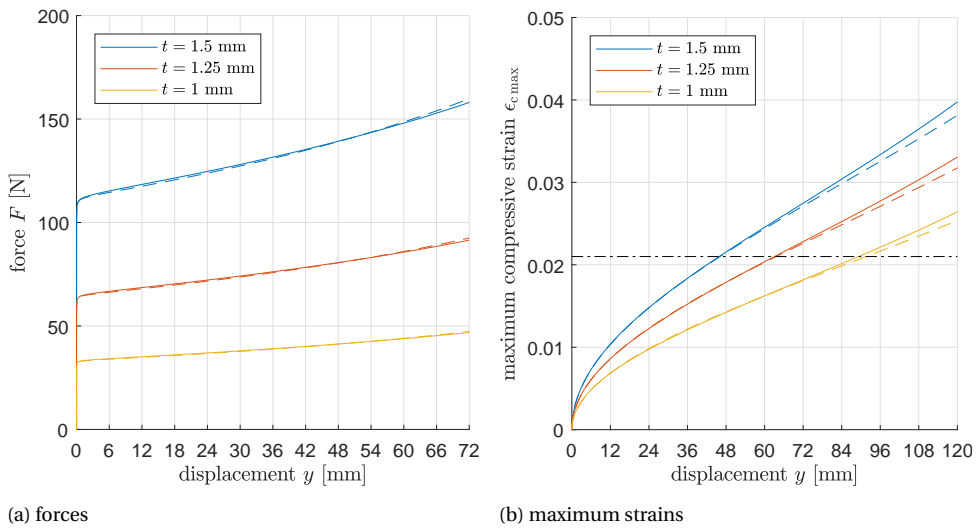 200
150
100
50
0
force F [N]
t = 1.5 mm
t = 1.25 mm
t = 1 mm
0 6 12 18 24 30 36 42 48 54 60 66 72
displacement y [mm]
(a) forces
0.05
0.04
0.03
0.02
0.01
0
maximum compressive strain ϵc max
t = 1.5 mm
t = 1.25 mm
t = 1 mm
0 12 24 36 48 60 72 84 96 108 120
displacement y [mm]
(b) maximum strains